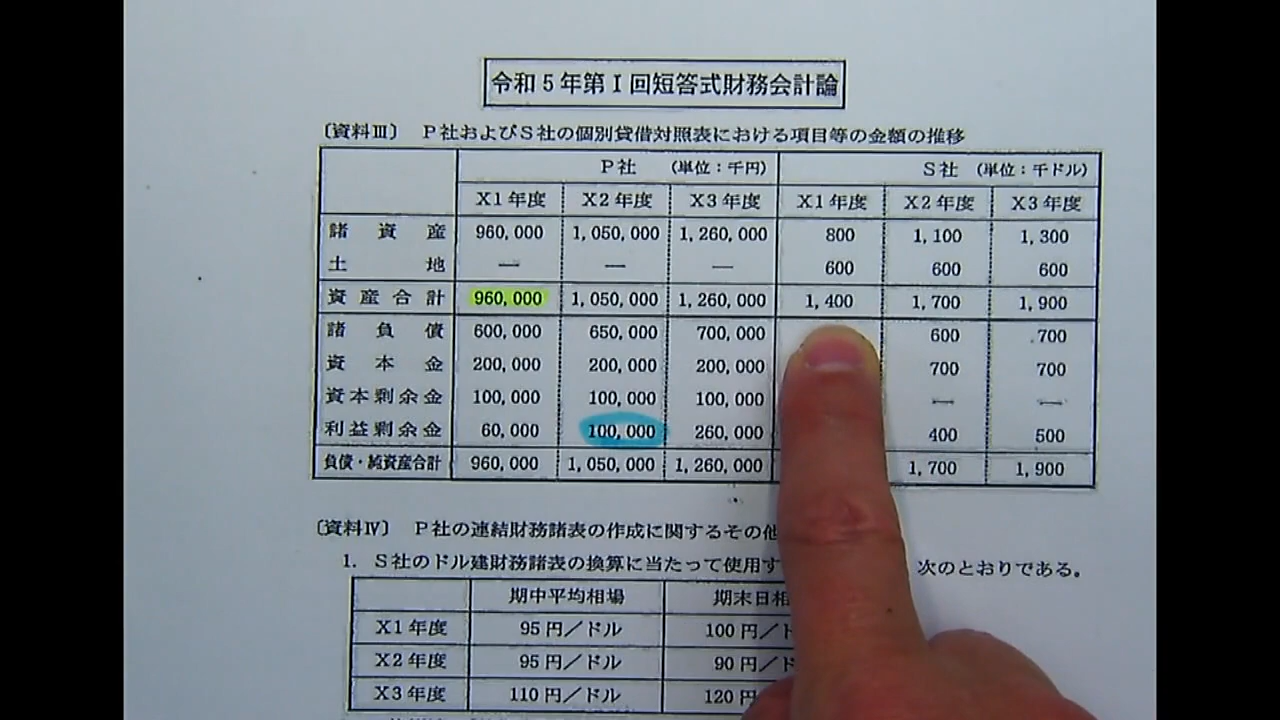 令和5年第Ⅰ回短答式財務会計論
〔資料Ⅲ〕 P社およびS社の個別貸借対照表における項目等の金額の推移
P社 (単位:千円) S社 (単位:千ドル)
X1年度 X2年度 X3年度 X1年度 X2年度 X3年度
諸資産 960,000 1,050,000 1,260,000 800 1,100 1,300
土地 ― ― ― 600 600 600
資産合計 960,000 1,050,000 1,260,000 1,400 1,700 1,900
諸負債 600,000 650,000 700,000 600 700
資本金 200,000 200,000 200,000 700 700
資本剰余金 100,000 100,000 100,000 ― ―
利益剰余金 60,000 100,000 260,000 400 500
負債・純資産合計 960,000 1,050,000 1,260,000 1,700 1,900
〔資料Ⅳ〕 P社の連結財務諸表の作成に関するその他
1. S社のドル建財務諸表の換算に当たって使用す 次のとおりである。
期中平均相場 期末日相
X1年度 95円/ドル 100円/ド
X2年度 95円/ドル 90円/ド
X3年度 110円/ドル 120円